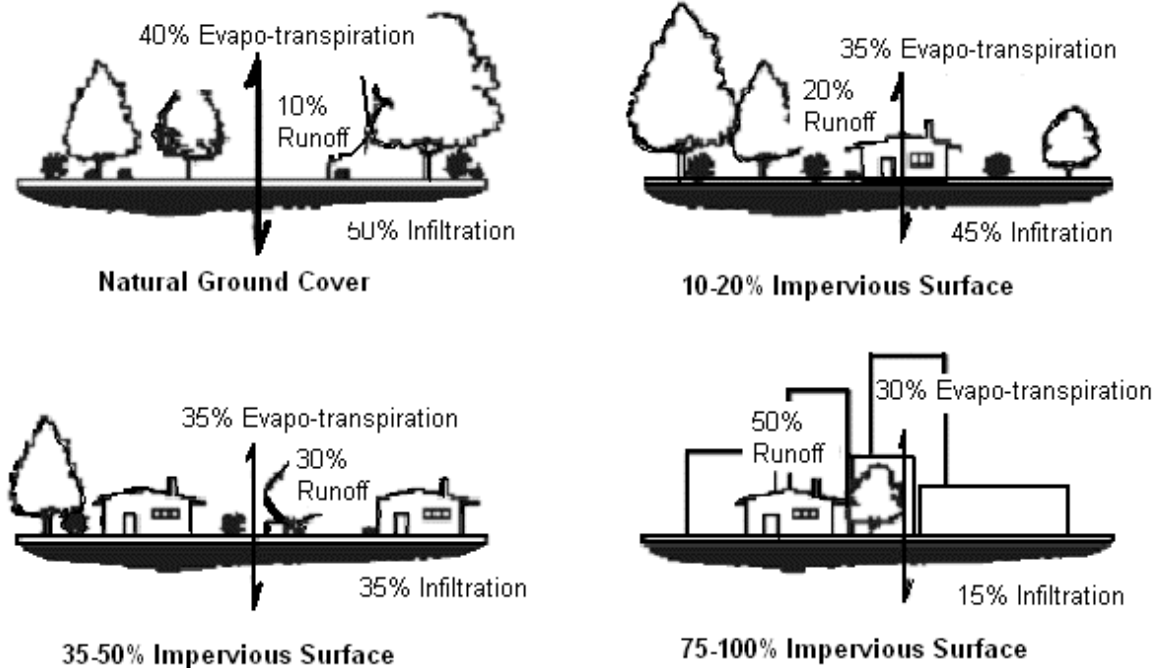 40% Evapo-transpiration
10%
Runoff
50% Infiltration
Natural Ground Cover
35% Evapo-transpiration
20%
Runoff
45% Infitration
10-20% Impervious Surface
35% Evapo-transpiration
30%
Runoff
35% Infiltration
35-50% Impervious Surface
30% Evapo-transpiration
50%
Runoff
15% Infiltration
75-100% Impervious Surface